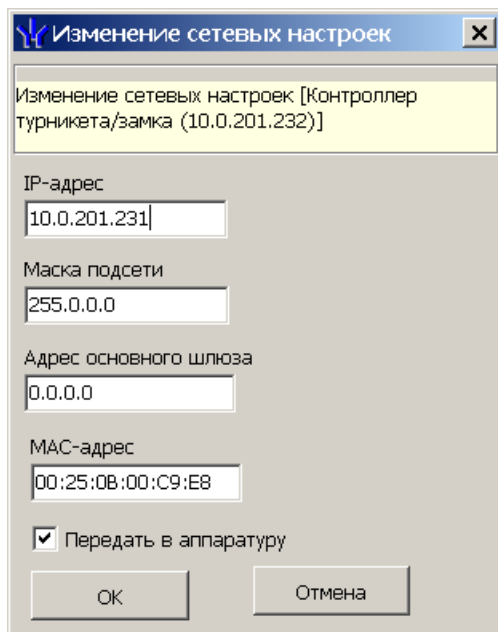 Изменение сетевых настроек
Изменение сетевых настроек [Контроллер
турникета/замка (10.0.201.232)]
IP-адрес
10.0.201.231
Маска подсети
255.0.0.0
Адрес основного шлюза
0.0.0.0
MAC-адрес
00:25:0B:00:C9:E8
Передать в аппаратуру
OK
Отмена